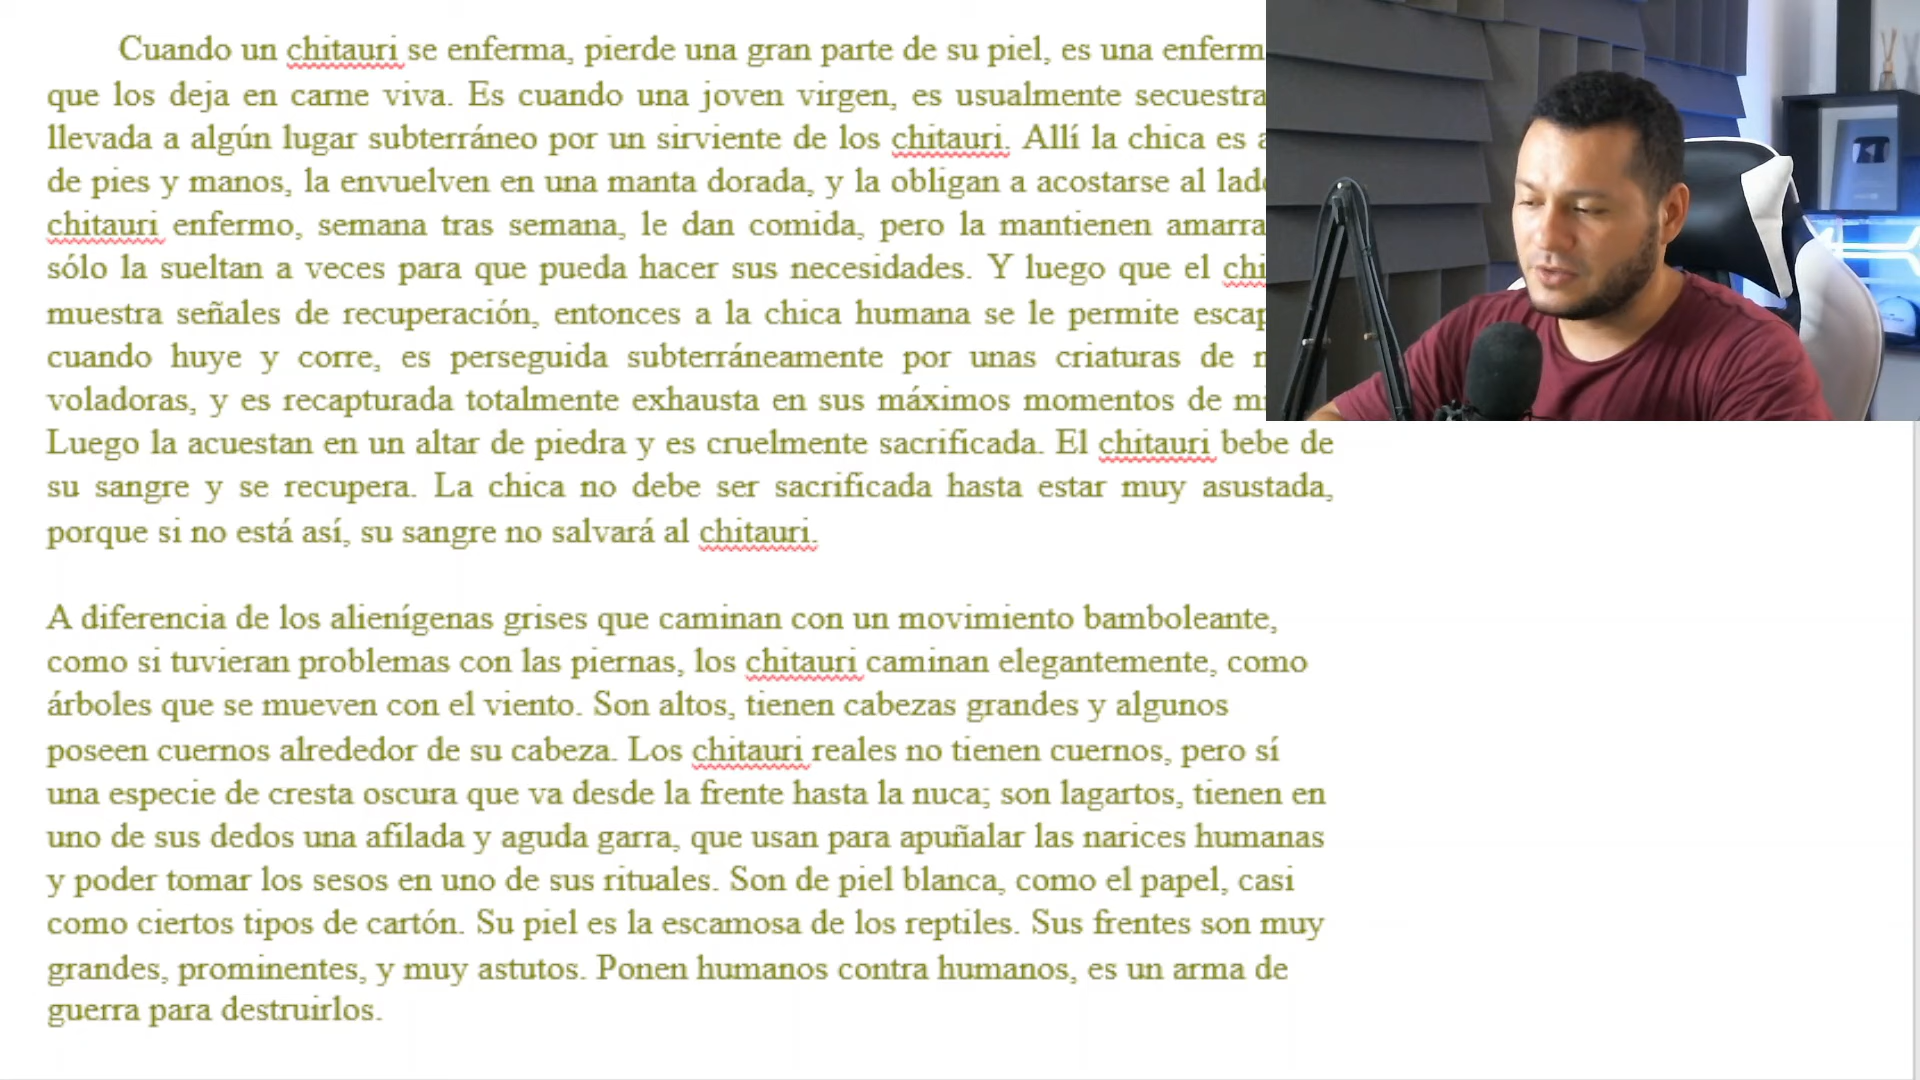 Cuando un chitauri se enferma, pierde una gran parte de su piel, es una
que los deja en carne viva. Es cuando una joven virgen, es usualmente
llevada a algún lugar subterráneo por un sirviente de los chitauri. Allí la chica es
de pies y manos, la envuelven en una manta dorada, y la obligan a acostarse al
chitauri enfermo, semana tras semana, le dan comida, pero la mantienen
sólo la sueltan a veces para que pueda hacer sus necesidades. Y luego que el
muestra señales de recuperación, entonces a la chica humana se le permite
cuando huye y corre, es perseguida subterráneamente por unas criaturas de
voladoras, y es recapturada totalmente exhausta en sus máximos momentos de
Luego la acuestan en un altar de piedra y es cruelmente sacrificada. El chitauri bebe de
su sangre y se recupera. La chica no debe ser sacrificada hasta estar muy asustada,
porque si no está así, su sangre no salvará al chitauri.
A diferencia de los alienígenas grises que caminan con un movimiento bamboleante,
como si tuvieran problemas con las piernas, los chitauri caminan elegantemente, como
árboles que se mueven con el viento. Son altos, tienen cabezas grandes y algunos
poseen cuernos alrededor de su cabeza. Los chitauri reales no tienen cuernos, pero sí
una especie de cresta oscura que va desde la frente hasta la nuca; son lagartos, tienen en
uno de sus dedos una afilada y aguda garra, que usan para apuñalar las narices humanas
y poder tomar los sesos en uno de sus rituales. Son de piel blanca, como el papel, casi
como ciertos tipos de cartón. Su piel es la escamosa de los reptiles. Sus frentes son muy
grandes, prominentes, y muy astutos. Ponen humanos contra humanos, es un arma de
guerra para destruirlos.